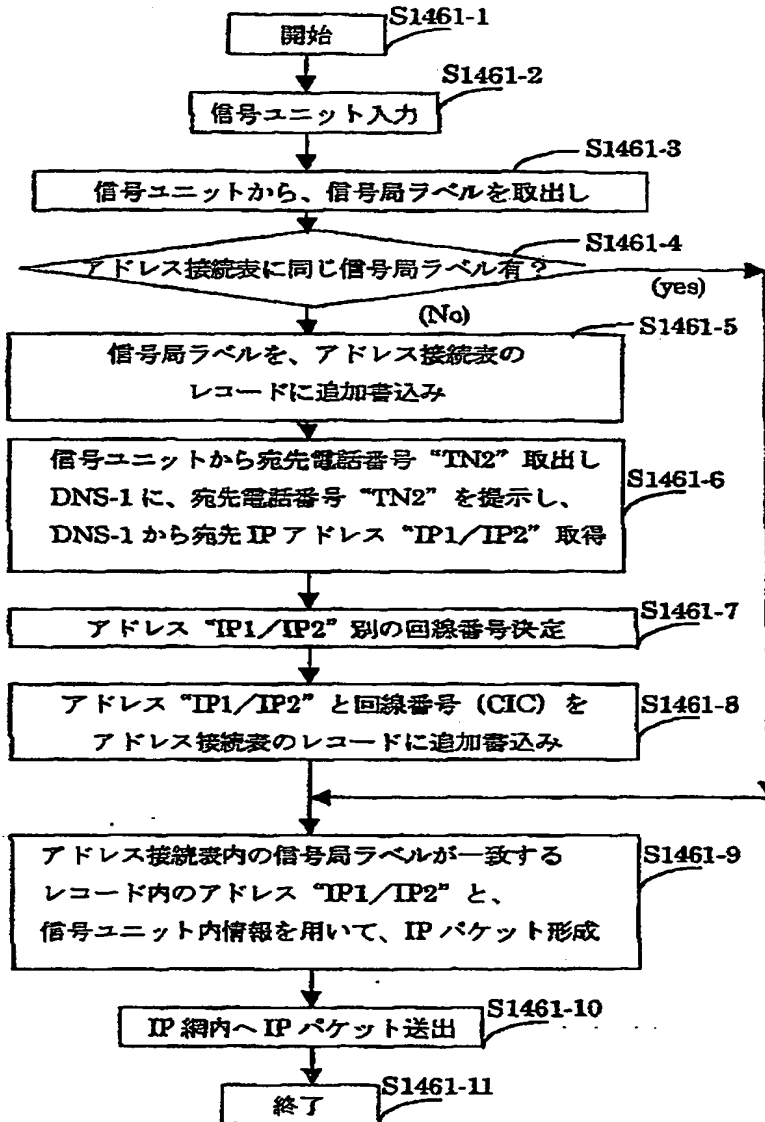 S1461-1
開始
S1461-2
信号ユニット入力
S1461-3
信号ユニットから、信号局ラベルを取出し
S1461-4
アドレス接続表に同じ信号局ラベル有？
(yes)
(No)
S1461-5
信号局ラベルを、アドレス接続表の
レコードに追加書込み
信号ユニットから宛先電話番号“TN2”取出し
DNS-1に、宛先電話番号“TN2”を提示し、
DNS-1から宛先IPアドレス“IP1／IP2”取得
S1461-6
アドレス“IP1／IP2”別の回線番号決定
S1461-7
アドレス“IP1／IP2”と回線番号（CIC）を
アドレス接続表のレコードに追加書込み
S1461-8
アドレス接続表内の信号局ラベルが一致する
レコード内のアドレス“IP1／IP2”と、
信号ユニット内情報を用いて、IPパケット形成
S1461-9
IP網内へIPパケット送出
S1461-10
終了
S1461-11